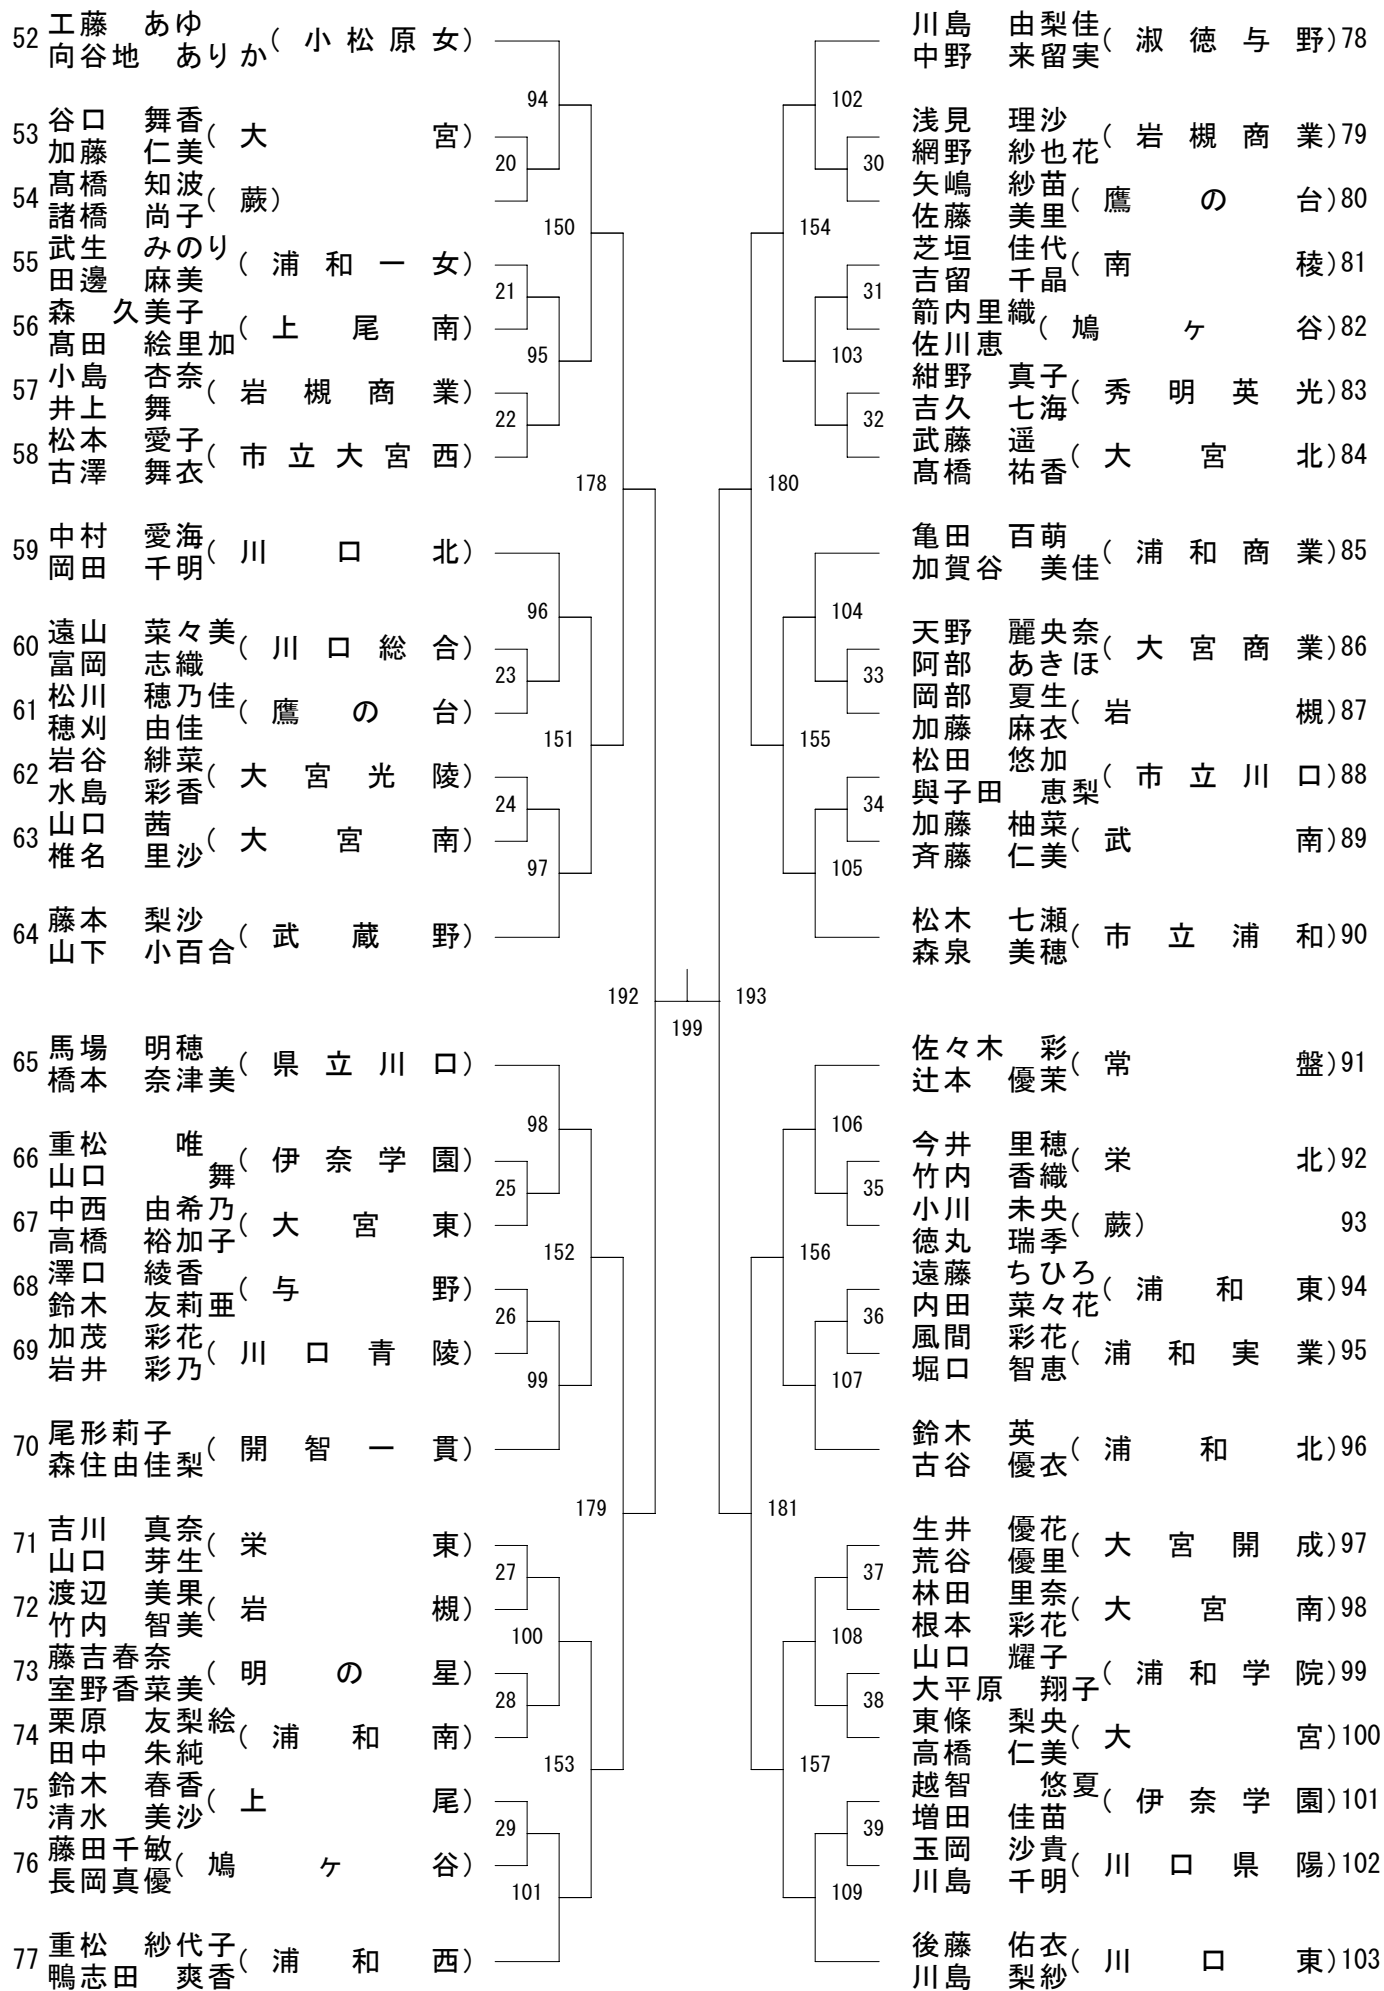 52 工藤 あゆ
向谷地 ありか ( 小松原女 )
94
53 谷口 舞香
加藤 仁美 ( 大宮 )
20
54 髙橋 知波
諸橋 尚子 ( 蕨 )
150
55 武生 みのり
田邊 麻美 ( 浦和一女 )
21
56 森 久美子
髙田 絵里加 ( 上尾南 )
95
57 小島 杏奈
井上 舞 ( 岩槻商業 )
22
58 松本 愛子
古澤 舞衣 ( 市立大宮西 )
178
59 中村 愛海
岡田 千明 ( 川口北 )
96
60 遠山 菜々美
富岡 志織 ( 川口総合 )
23
61 松川 穂乃佳
穂刈 由佳 ( 鷹の台 )
151
62 岩谷 緋菜
水島 彩香 ( 大宮光陵 )
24
63 山口 茜
椎名 里沙 ( 大宮南 )
97
64 藤本 梨沙
山下 小百合 ( 武蔵野 )
192
199
193
65 馬場 明穂
橋本 奈津美 ( 県立川口 )
98
66 重松 唯
山口 舞 ( 伊奈学園 )
25
67 中西 由希乃
高橋 裕加子 ( 大宮東 )
152
68 澤口 綾香
鈴木 友莉亜 ( 与野 )
26
69 加茂 彩花
岩井 彩乃 ( 川口青陵 )
99
70 尾形莉子
森住由佳梨 ( 開智一貫 )
179
71 吉川 真奈
山口 芽生 ( 栄東 )
27
72 渡辺 美果
竹内 智美 ( 岩槻 )
100
73 藤吉春奈
室野香菜美 ( 明の星 )
28
74 栗原 友梨絵
田中 朱純 ( 浦和南 )
153
75 鈴木 春香
清水 美沙 ( 上尾 )
29
76 藤田千敏
長岡真優 ( 鳩ヶ谷 )
101
77 重松 紗代子
鴨志田 爽香 ( 浦和西 )
川島 由梨佳
中野 来留実 ( 淑徳与野 ) 78
102
浅見 理沙
網野 紗也花 ( 岩槻商業 ) 79
30
矢嶋 紗苗
佐藤 美里 ( 鷹の台 ) 80
154
芝垣 佳代
吉留 千晶 ( 南稜 ) 81
31
箭内里織
佐川恵 ( 鳩ヶ谷 ) 82
103
紺野 真子
吉久 七海 ( 秀明英光 ) 83
32
武藤 遥
髙橋 祐香 ( 大宮北 ) 84
180
亀田 百萌
加賀谷 美佳 ( 浦和商業 ) 85
104
天野 麗央奈
阿部 あきほ ( 大宮商業 ) 86
33
岡部 夏生
加藤 麻衣 ( 岩槻 ) 87
155
松田 悠加
與子田 恵梨 ( 市立川口 ) 88
34
加藤 柚菜
斉藤 仁美 ( 武南 ) 89
105
松木 七瀬
森泉 美穂 ( 市立浦和 ) 90
佐々木 彩
辻本 優茉 ( 常盤 ) 91
106
今井 里穂
竹内 香織 ( 栄北 ) 92
35
小川 未央
徳丸 瑞季 ( 蕨 ) 93
156
遠藤 ちひろ
内田 菜々花 ( 浦和東 ) 94
36
風間 彩花
堀口 智恵 ( 浦和実業 ) 95
107
鈴木 英
古谷 優衣 ( 浦和北 ) 96
181
生井 優花
荒谷 優里 ( 大宮開成 ) 97
37
林田 里奈
根本 彩花 ( 大宮南 ) 98
108
山口 耀子
大平原 翔子 ( 浦和学院 ) 99
38
東條 梨央
高橋 仁美 ( 大宮 ) 100
157
越智 悠夏
増田 佳苗 ( 伊奈学園 ) 101
39
玉岡 沙貴
川島 千明 ( 川口県陽 ) 102
109
後藤 佑衣
川島 梨紗 ( 川口東 ) 103